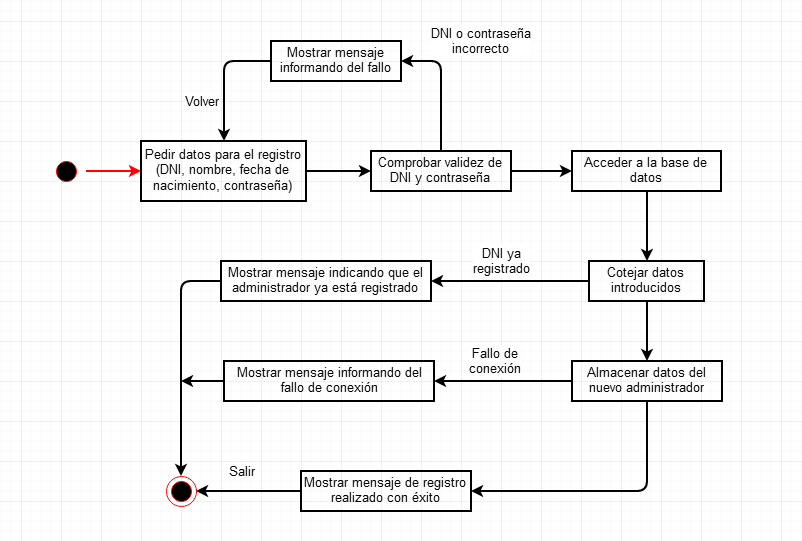 DNI o contraseña
incorrecto
Mostrar mensaje
informando del fallo
Volver
Pedir datos para el registro
(DNI, nombre, fecha de
nacimiento, contraseña)
Comprobar validez de
DNI y contraseña
Acceder a la base de
datos
DNI ya
registrado
Mostrar mensaje indicando que el
administrador ya está registrado
Cotejar datos
introducidos
Fallo de
conexión
Mostrar mensaje informando del
fallo de conexión
Almacenar datos del
nuevo administrador
Salir
Mostrar mensaje de registro
realizado con éxito